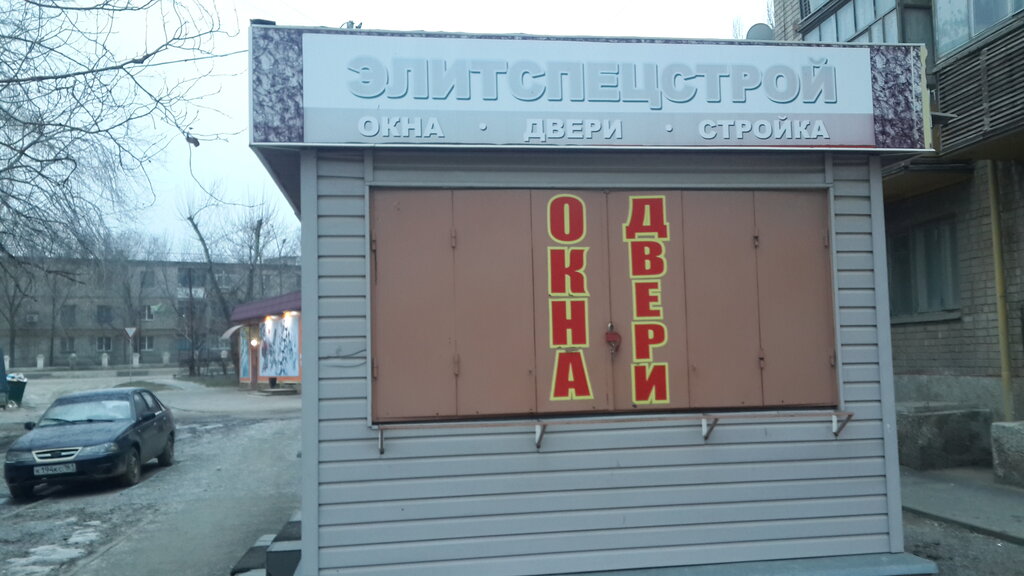 ЭЛИТСПЕЦСТРОЙ
ОКНА · ДВЕРИ · СТРОЙКА
ОКНА
ДВЕРИ